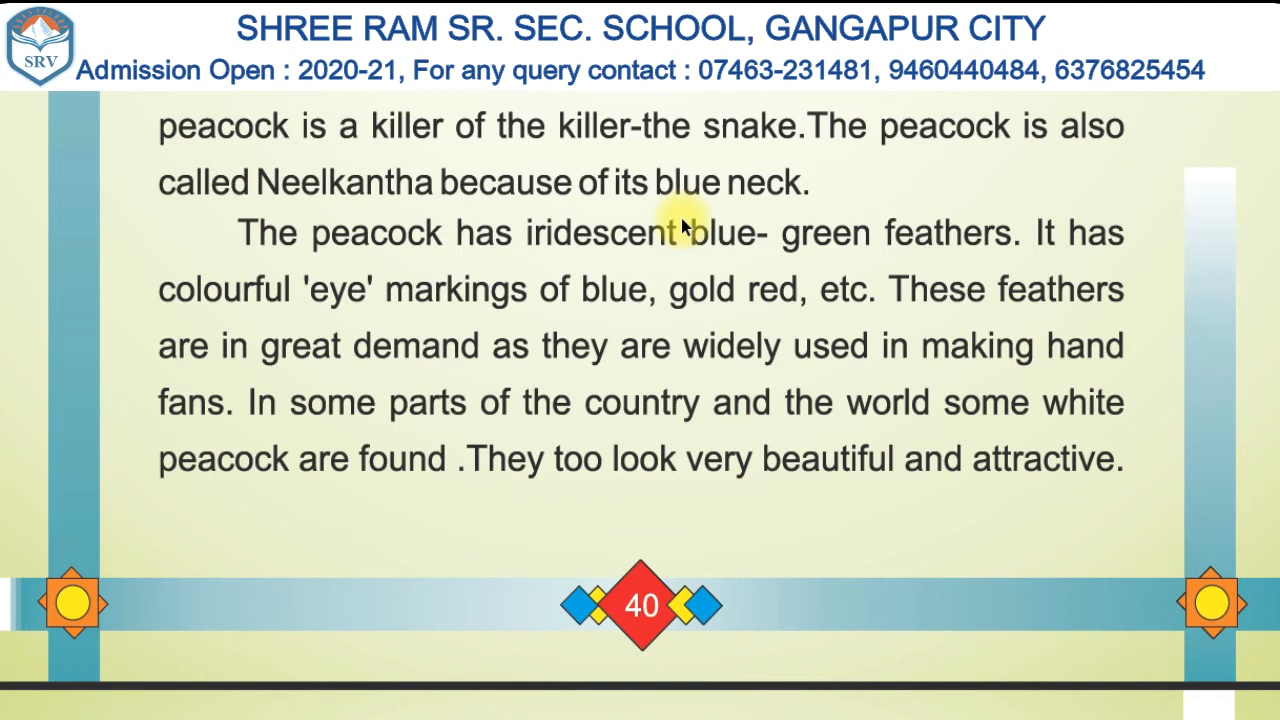 SHREE RAM SR. SEC. SCHOOL, GANGAPUR CITY
SRV
Admission Open : 2020-21, For any query contact : 07463-231481, 9460440484, 6376825454
peacock is a killer of the killer-the snake.The peacock is also
called Neelkantha because of its blue neck.
The peacock has iridescent blue- green feathers. It has
colourful 'eye' markings of blue, gold red, etc. These feathers
are in great demand as they are widely used in making hand
fans. In some parts of the country and the world some white
peacock are found .They too look very beautiful and attractive.
40